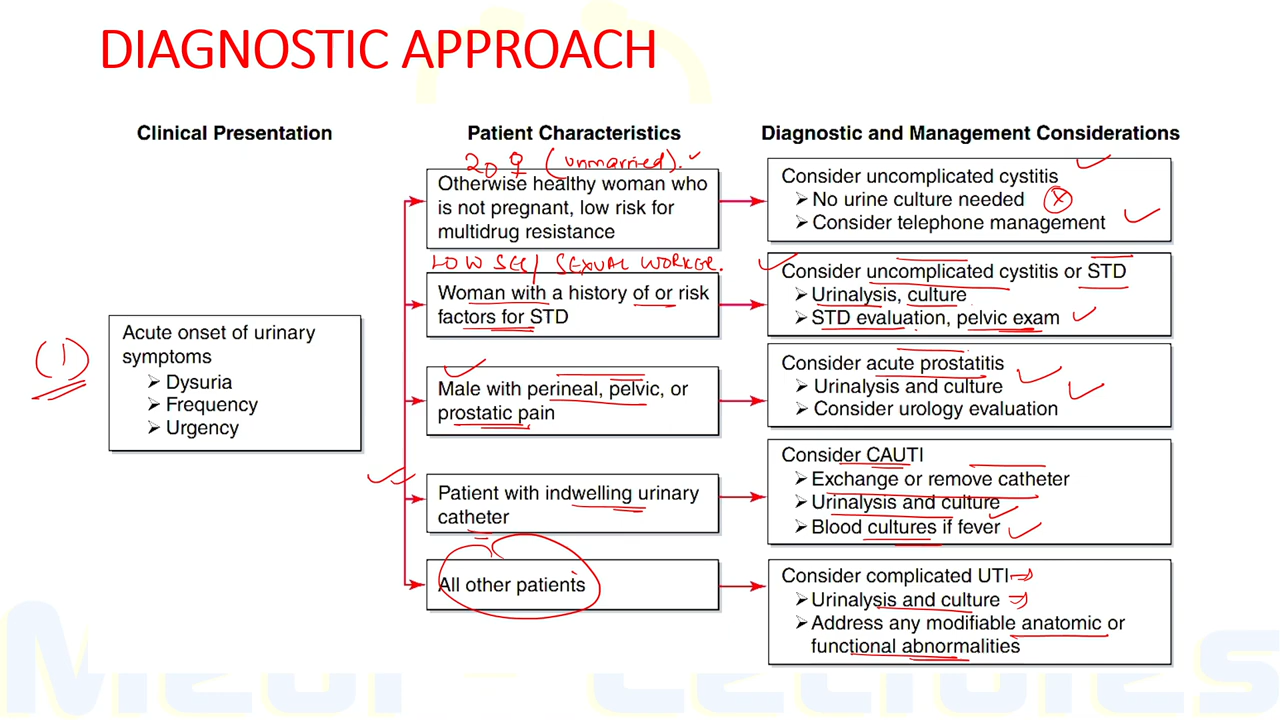 DIAGNOSTIC APPROACH
Clinical Presentation
Acute onset of urinary
symptoms
➤ Dysuria
➤ Frequency
➤ Urgency
(1)
Patient Characteristics
20 ♀ (unmarried).
Otherwise healthy woman who
is not pregnant, low risk for
multidrug resistance
LOW SEC/ SEXUAL WORKER.
Woman with a history of or risk
factors for STD
Male with perineal, pelvic, or
prostatic pain
Patient with indwelling urinary
catheter
All other patients
Diagnostic and Management Considerations
Consider uncomplicated cystitis
➤ No urine culture needed
➤ Consider telephone management
Consider uncomplicated cystitis or STD
➤ Urinalysis, culture
➤ STD evaluation, pelvic exam
Consider acute prostatitis
➤ Urinalysis and culture
➤ Consider urology evaluation
Consider CAUTI
➤ Exchange or remove catheter
➤ Urinalysis and culture
➤ Blood cultures if fever
Consider complicated UTI
➤ Urinalysis and culture
➤ Address any modifiable anatomic or
functional abnormalities